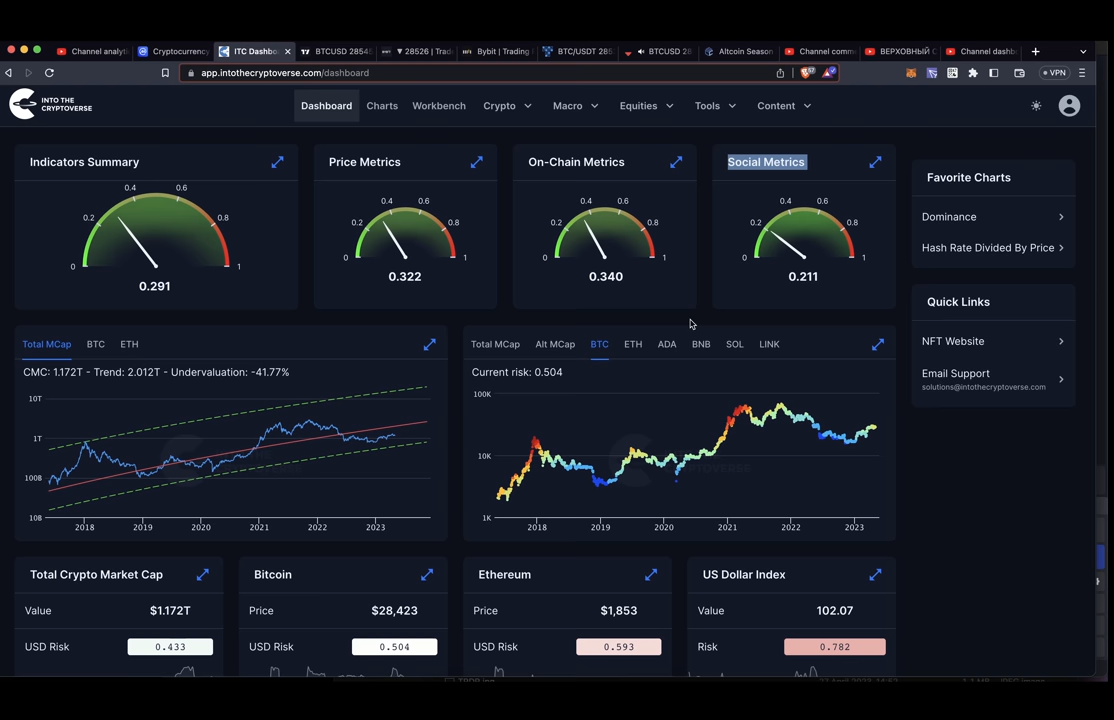 Channel analyt
Cryptocurrency
ITC Dashbo
BTCUSD 2854
28526 | Trad
Bybit | Trading
BTC/USDT 285
BTCUSD 28
Altcoin Season
Channel comm
ВЕРХОВНЫЙ С
Channel dashb
app.intothecryptoverse.com/dashboard
VPN
INTO THE
CRYPTOVERSE
Dashboard
Charts
Workbench
Crypto
Macro
Equities
Tools
Content
Indicators Summary
0 0.2 0.4 0.6 0.8 1
0.291
Price Metrics
0 0.2 0.4 0.6 0.8 1
0.322
On-Chain Metrics
0 0.2 0.4 0.6 0.8 1
0.340
Social Metrics
0 0.2 0.4 0.6 0.8 1
0.211
Favorite Charts
Dominance
Hash Rate Divided By Price
Quick Links
NFT Website
Email Support
solutions@intothecryptoverse.com
Total MCap BTC ETH
CMC: 1.172T - Trend: 2.012T - Undervaluation: -41.77%
10T
1T
100B
10B
2018 2019 2020 2021 2022 2023
Total MCap Alt MCap BTC ETH ADA BNB SOL LINK
Current risk: 0.504
100K
10K
1K
CRYPTOVERSE
2018 2019 2020 2021 2022 2023
Total Crypto Market Cap
Value $1.172T
USD Risk 0.433
Bitcoin
Price $28,423
USD Risk 0.504
Ethereum
Price $1,853
USD Risk 0.593
US Dollar Index
Value 102.07
Risk 0.782